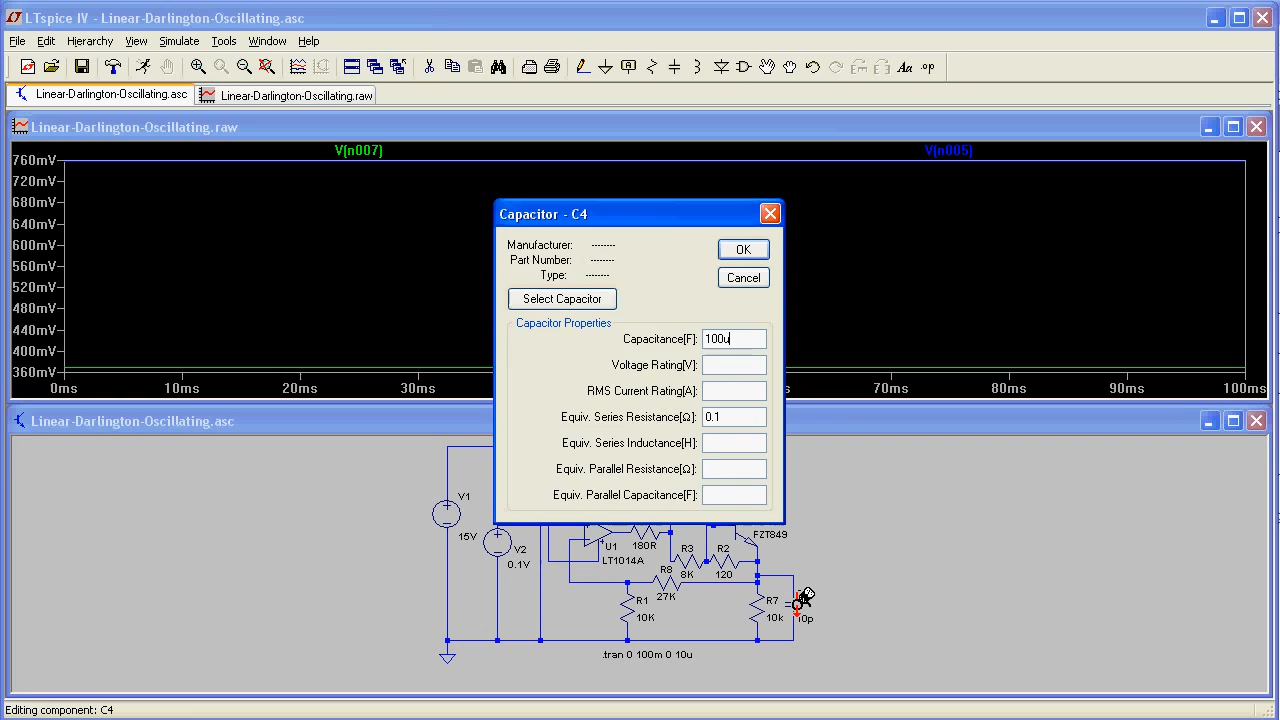 LTspice IV - Linear-Darlington-Oscillating.asc
File Edit Hierarchy View Simulate Tools Window Help
Aa .op
Linear-Darlington-Oscillating.asc Linear-Darlington-Oscillating.raw
Linear-Darlington-Oscillating.raw
V(n007) V(n005)
760mV
720mV
680mV
640mV
600mV
560mV
520mV
480mV
440mV
400mV
360mV
0ms 10ms 20ms 30ms 70ms 80ms 90ms 100ms
Capacitor - C4
Manufacturer: --------
Part Number: --------
Type: --------
OK
Cancel
Select Capacitor
Capacitor Properties
Capacitance[F]: 100u
Voltage Rating[V]:
RMS Current Rating[A]:
Equiv. Series Resistance[Ω]: 0.1
Equiv. Series Inductance[H]:
Equiv. Parallel Resistance[Ω]:
Equiv. Parallel Capacitance[F]:
Linear-Darlington-Oscillating.asc
V1
15V
V2
0.1V
U1
LT1014A
180R
R3
8K
R2
120
FZT849
R8
27K
R1
10K
R7
10k
.tran 0 100m 0 10u
Editing component: C4